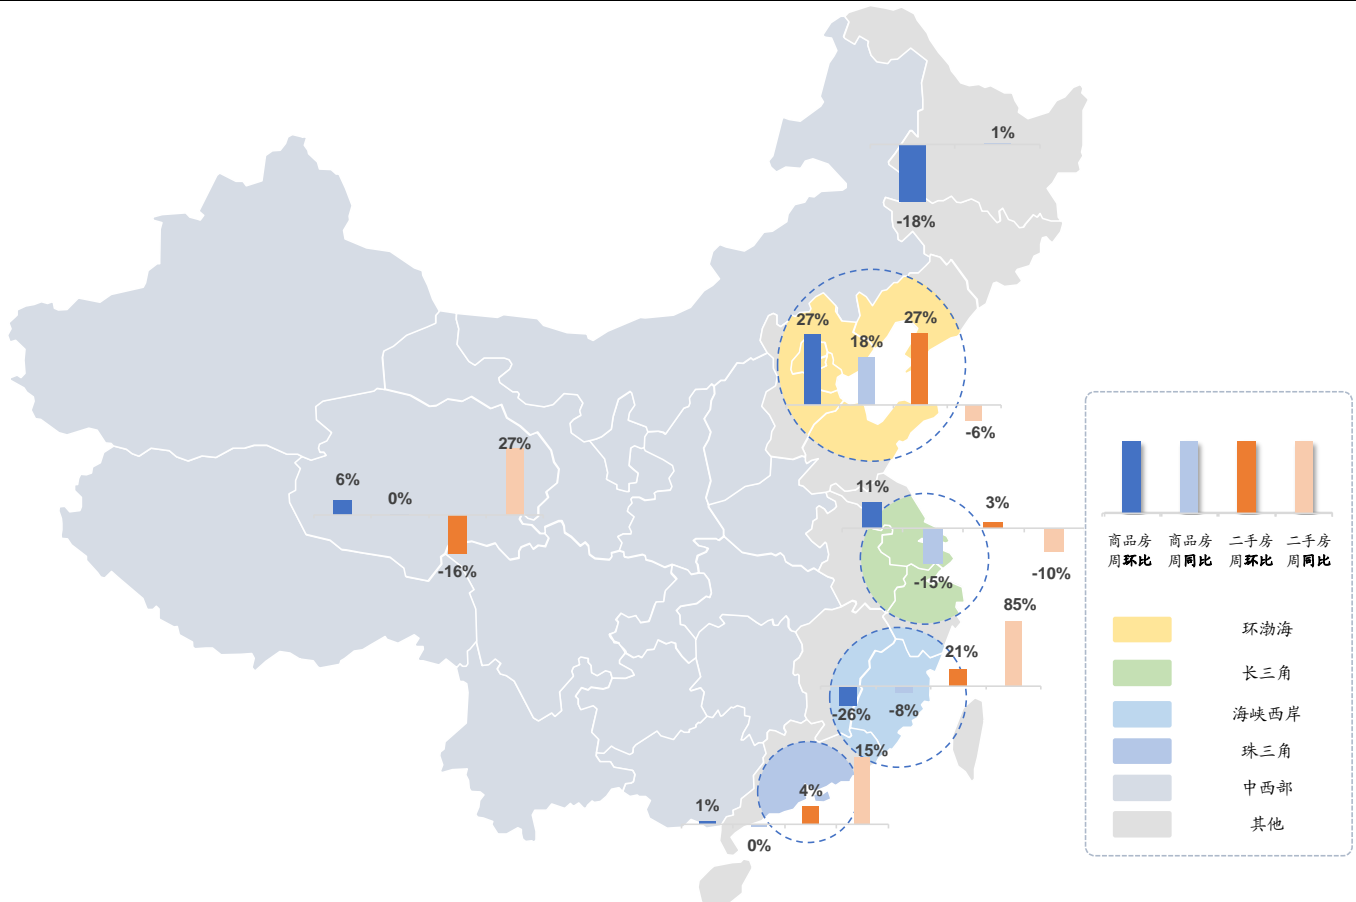 1%
-18%
27%
18%
27%
-6%
6%
0%
-16%
27%
11%
-15%
3%
-10%
-26%
-8%
21%
85%
1%
0%
4%
15%
商品房
周环比
商品房
周同比
二手房
周环比
二手房
周同比
环渤海
长三角
海峡西岸
珠三角
中西部
其他